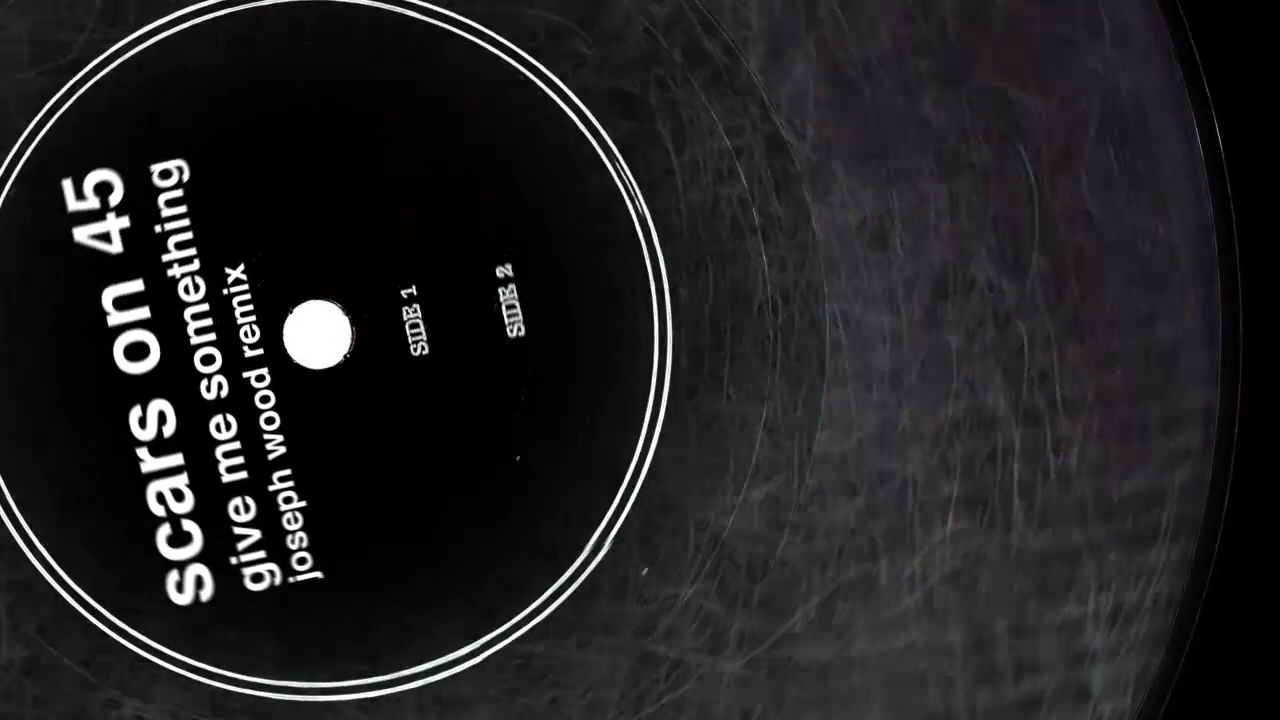 scars on 45
give me something
joseph wood remix
SIDE 1
SIDE 2